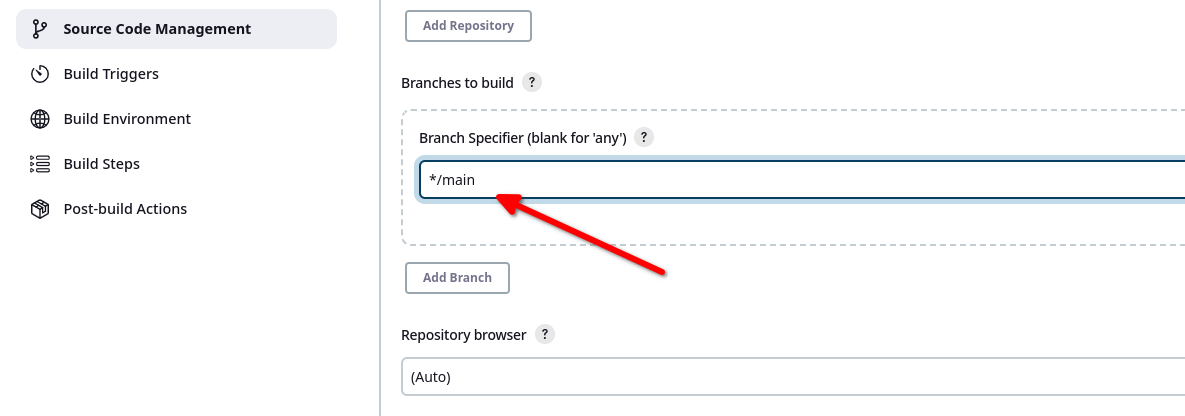 Source Code Management
Build Triggers
Build Environment
Build Steps
Post-build Actions
Add Repository
Branches to build ?
Branch Specifier (blank for 'any') ?
*/main
Add Branch
Repository browser ?
(Auto)